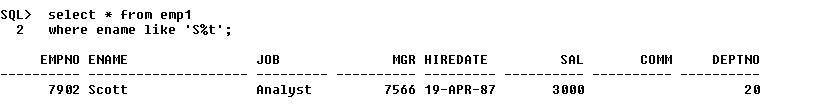 SQL> select * from emp1
2 where ename like 'S%t';
EMPNO ENAME JOB MGR HIREDATE SAL COMM DEPTNO
---------- -------------------- ---------- ---------- --------- ---------- ---------- ----------
7902 Scott Analyst 7566 19-APR-87 3000 20